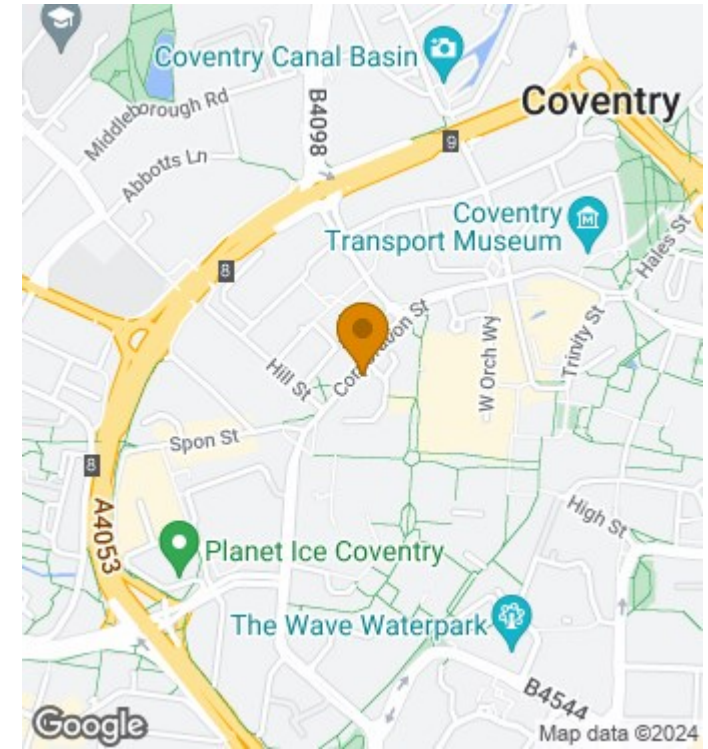 Coventry Canal Basin
Middleborough Rd
B4098
Coventry
9
Abbotts Ln
Coventry
Transport Museum
Hales St
8
Corporation St
Trinity St
W Orch Wy
Hill St
Spon St
8
A4053
High St
Planet Ice Coventry
The Wave Waterpark
B4544
Google
Map data ©2024